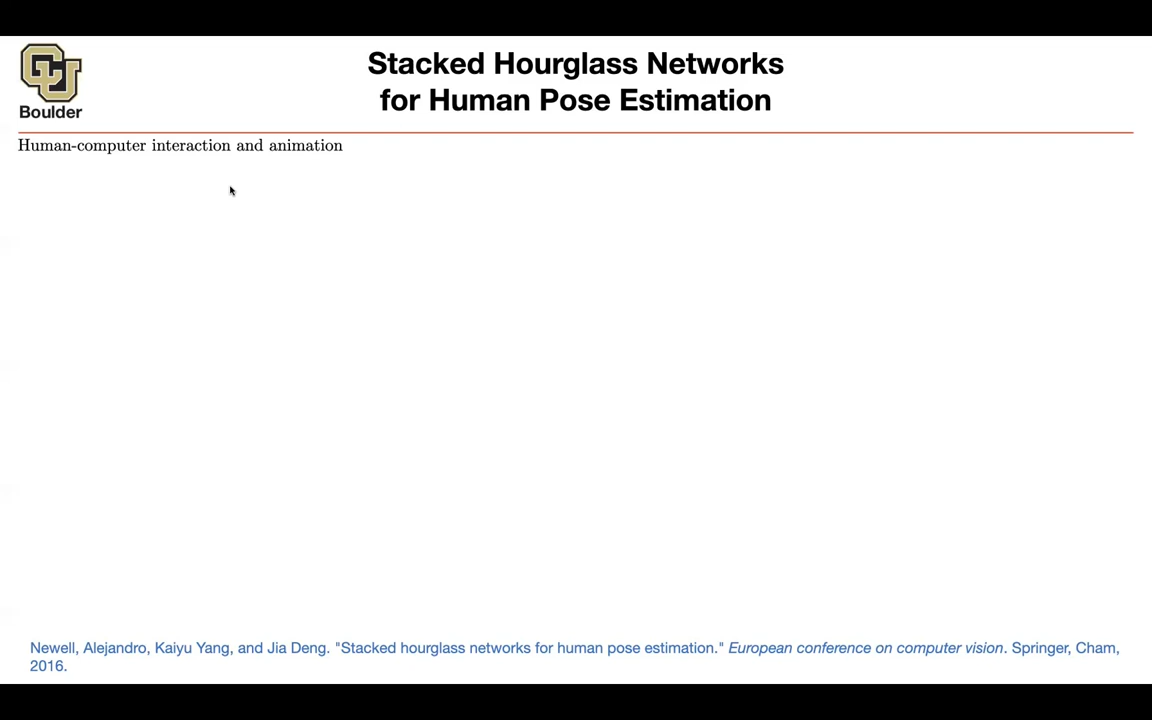 Boulder
Stacked Hourglass Networks
for Human Pose Estimation
Human-computer interaction and animation
Newell, Alejandro, Kaiyu Yang, and Jia Deng. "Stacked hourglass networks for human pose estimation." European conference on computer vision. Springer, Cham,
2016.